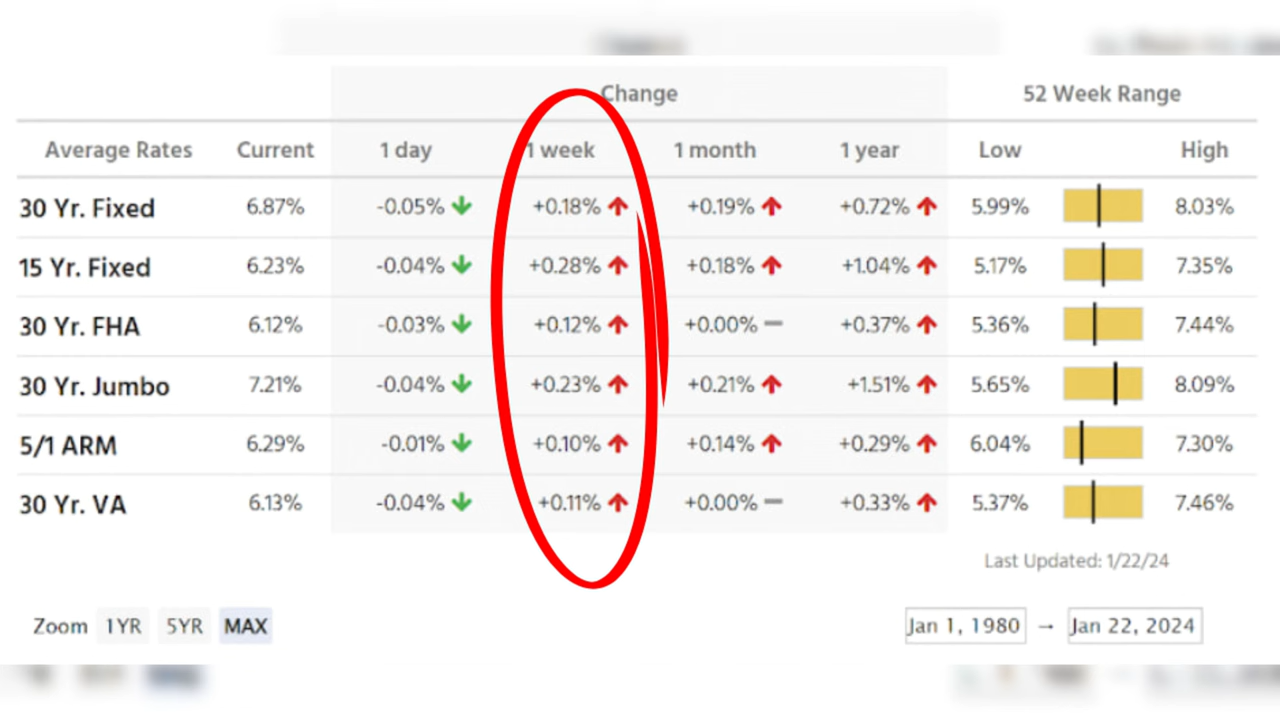 Change 52 Week Range
Average Rates Current 1 day 1 week 1 month 1 year Low High
30 Yr. Fixed 6.87% -0.05% +0.18% +0.19% +0.72% 5.99% 8.03%
15 Yr. Fixed 6.23% -0.04% +0.28% +0.18% +1.04% 5.17% 7.35%
30 Yr. FHA 6.12% -0.03% +0.12% +0.00% +0.37% 5.36% 7.44%
30 Yr. Jumbo 7.21% -0.04% +0.23% +0.21% +1.51% 5.65% 8.09%
5/1 ARM 6.29% -0.01% +0.10% +0.14% +0.29% 6.04% 7.30%
30 Yr. VA 6.13% -0.04% +0.11% +0.00% +0.33% 5.37% 7.46%
Last Updated: 1/22/24
Zoom 1YR 5YR MAX Jan 1, 1980 → Jan 22, 2024